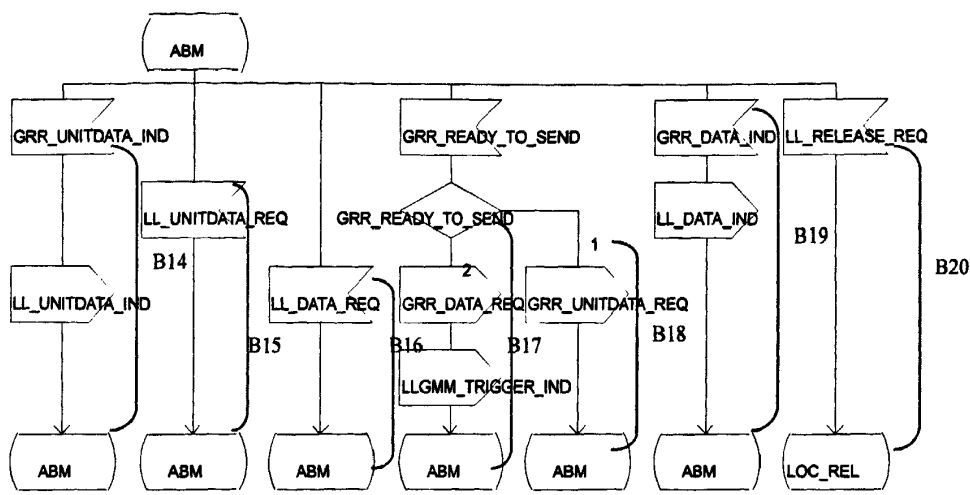 ABM
GRR_UNITDATA_IND
GRR_READY_TO_SEND
GRR_DATA_IND
LL_RELEASE_REQ
LL_UNITDATA_REQ
GRR_READY_TO_SEND
LL_DATA_IND
B19
1
B14
B20
2
LL_UNITDATA_IND
LL_DATA_REQ
GRR_DATA_REQ
GRR_UNITDATA_REQ
B15
B16
B17
B18
LLGMM_TRIGGER_IND
ABM
ABM
ABM
ABM
ABM
ABM
LOC_REL